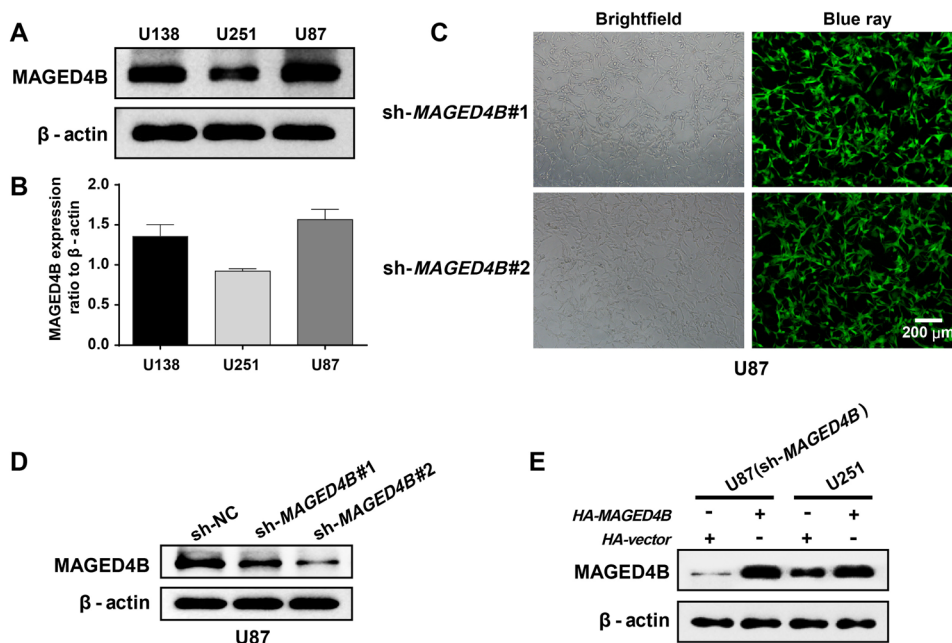 A
U138 U251 U87
MAGED4B
β - actin
B
MAGED4B expression
ratio to β - actin
2.0
1.5
1.0
0.5
0.0
U138 U251 U87
C
Brightfield Blue ray
sh-MAGED4B#1
sh-MAGED4B#2
200 μm
U87
D
sh-NC sh-MAGED4B#1 sh-MAGED4B#2
MAGED4B
β - actin
U87
E
U87(sh-MAGED4B) U251
HA-MAGED4B - + - +
HA-vector + - + -
MAGED4B
β - actin